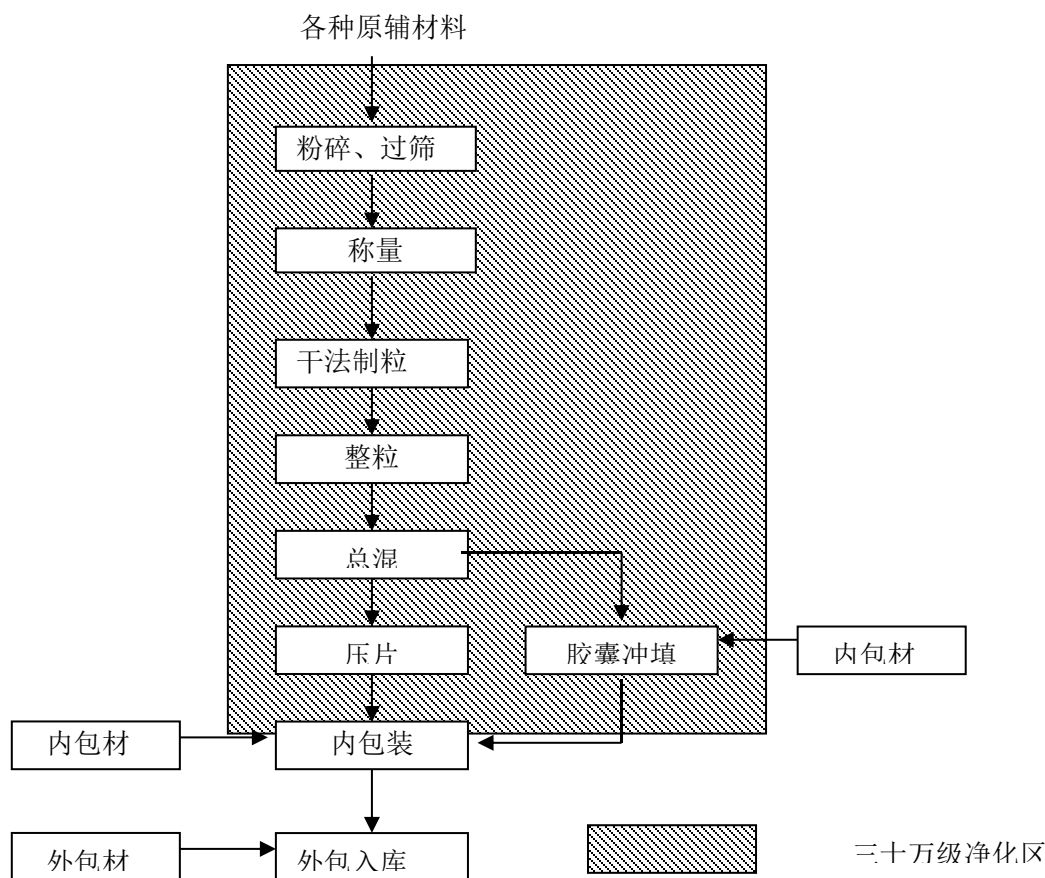 各种原辅材料
粉碎、过筛
称量
干法制粒
整粒
总混
压片
胶囊冲填
内包材
内包材
内包装
外包材
外包入库
三十万级净化区